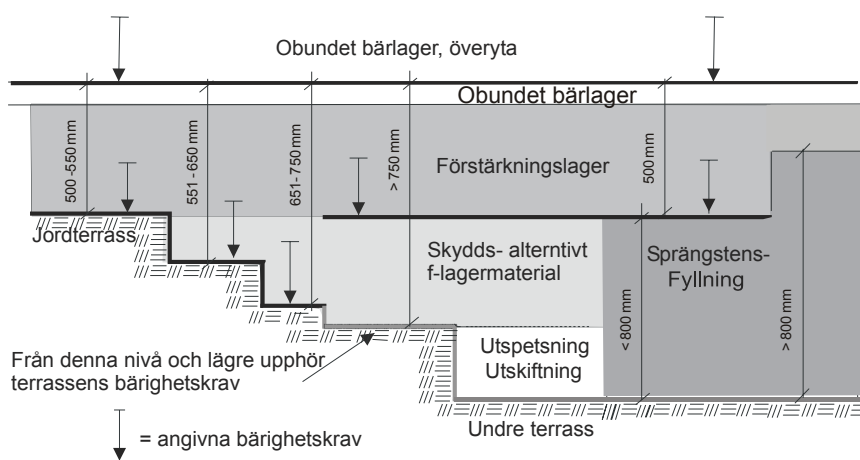 Obundet bärlager, överyta
Obundet bärlager
500 -550 mm
551 - 650 mm
651- 750 mm
> 750 mm
500 mm
Förstärkningslager
Jordterrass
Skydds- alterntivt
f-lagermaterial
Sprängstens-
Fyllning
<800 mm
>800 mm
Från denna nivå och lägre upphör
terrassens bärighetskrav
Utspetsning
Utskiftning
Undre terrass
= angivna bärighetskrav